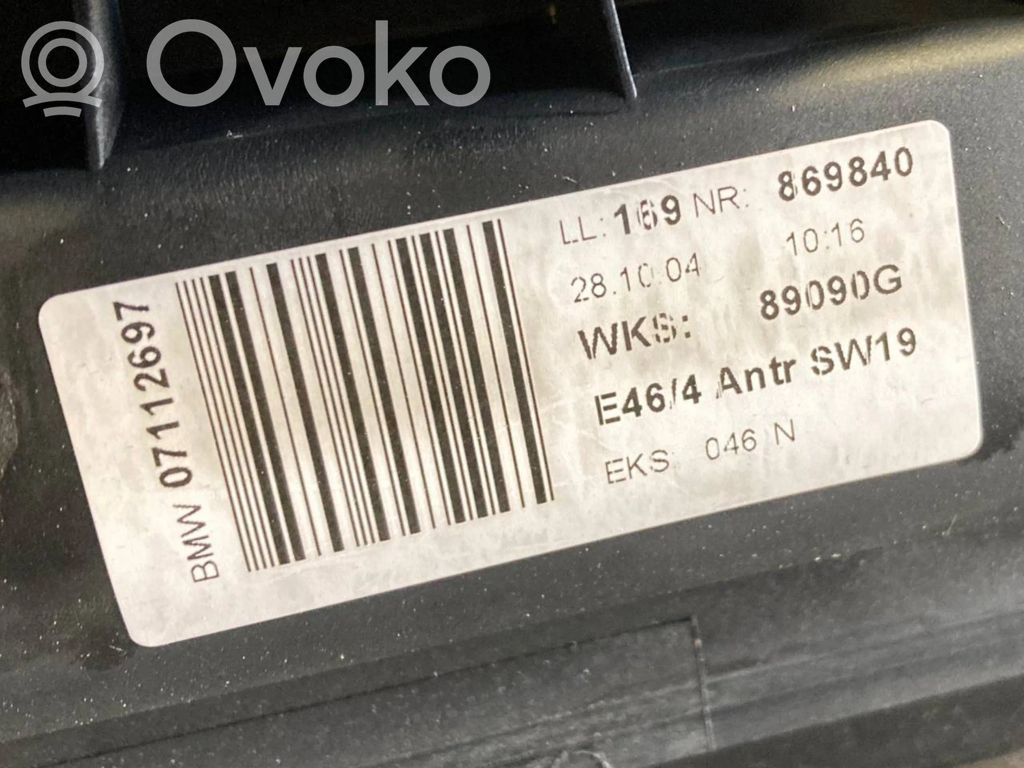 Ovoko
BMW 07112697
LL: 169 NR: 869840
28.10.04 10:16
WKS: 89090G
E46/4 Antr SW19
EKS 046 N